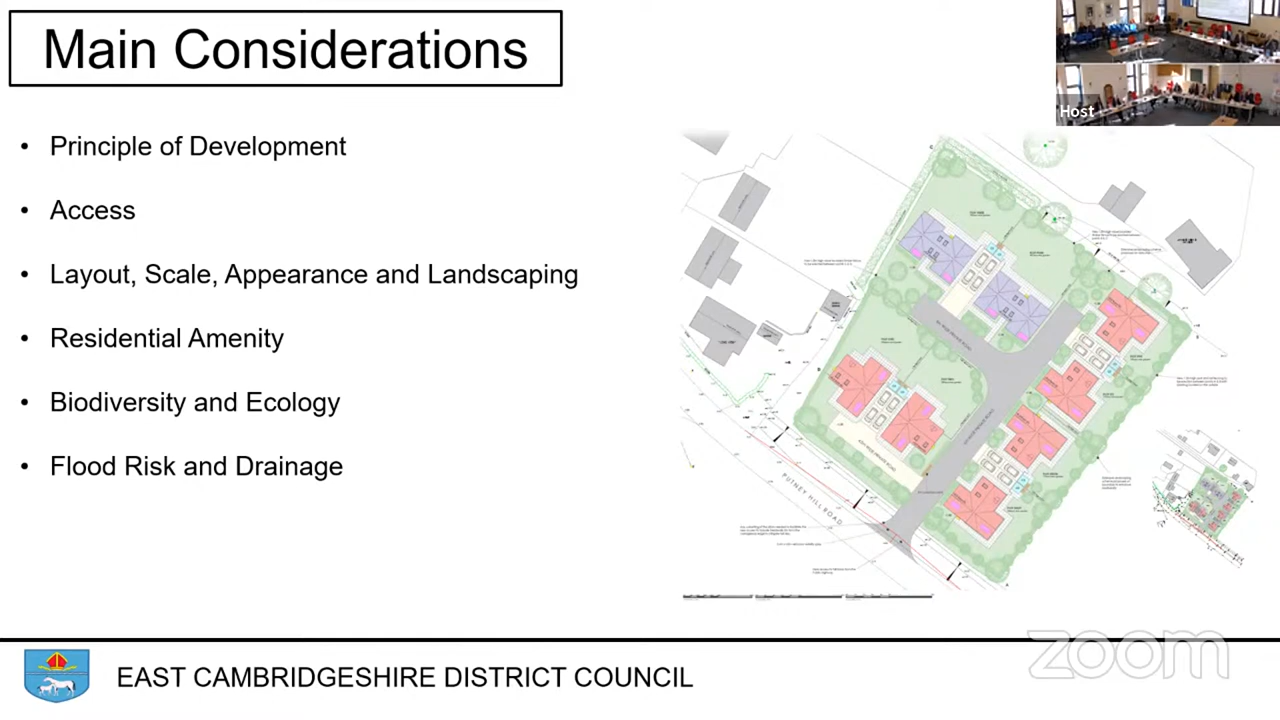 Main Considerations
Host
• Principle of Development
• Access
• Layout, Scale, Appearance and Landscaping
• Residential Amenity
• Biodiversity and Ecology
• Flood Risk and Drainage
PUTNEY HILL ROAD
EAST CAMBRIDGESHIRE DISTRICT COUNCIL
zoom